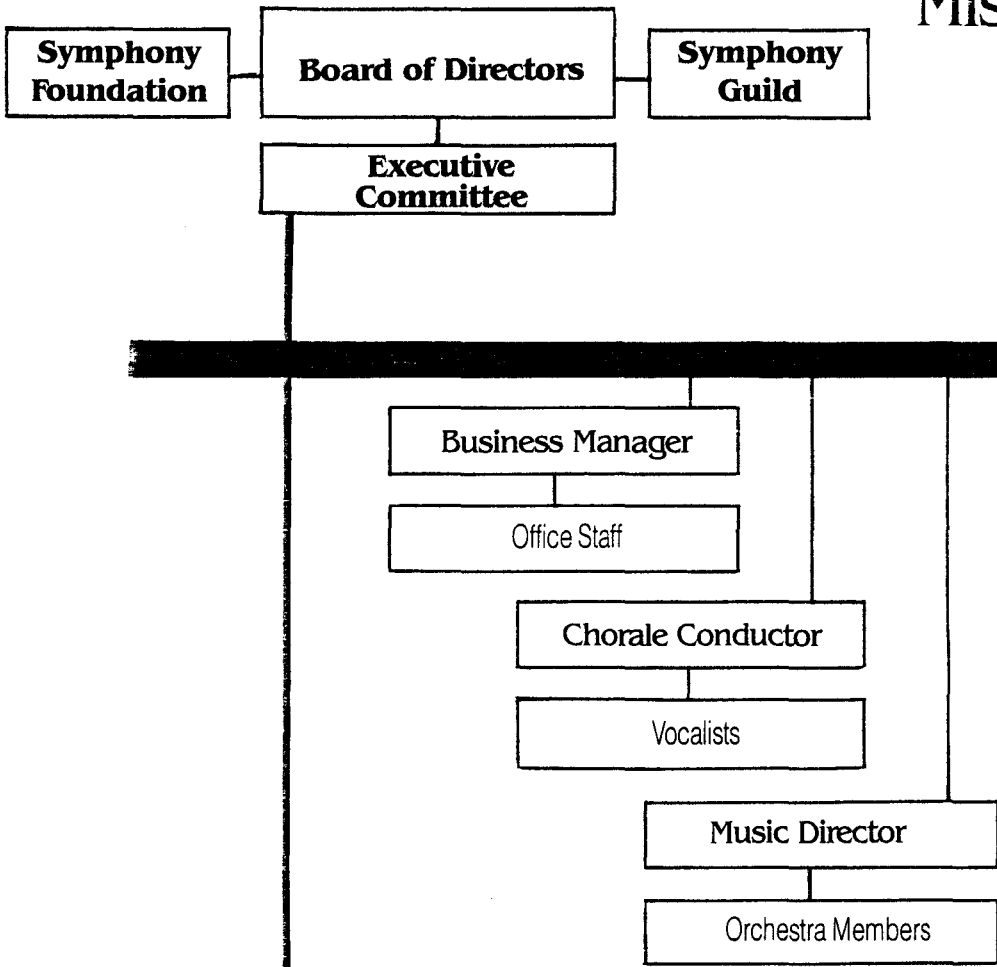 MIS
Symphony
Foundation
Board of Directors
Symphony
Guild
Executive
Committee
Business Manager
Office Staff
Chorale Conductor
Vocalists
Music Director
Orchestra Members